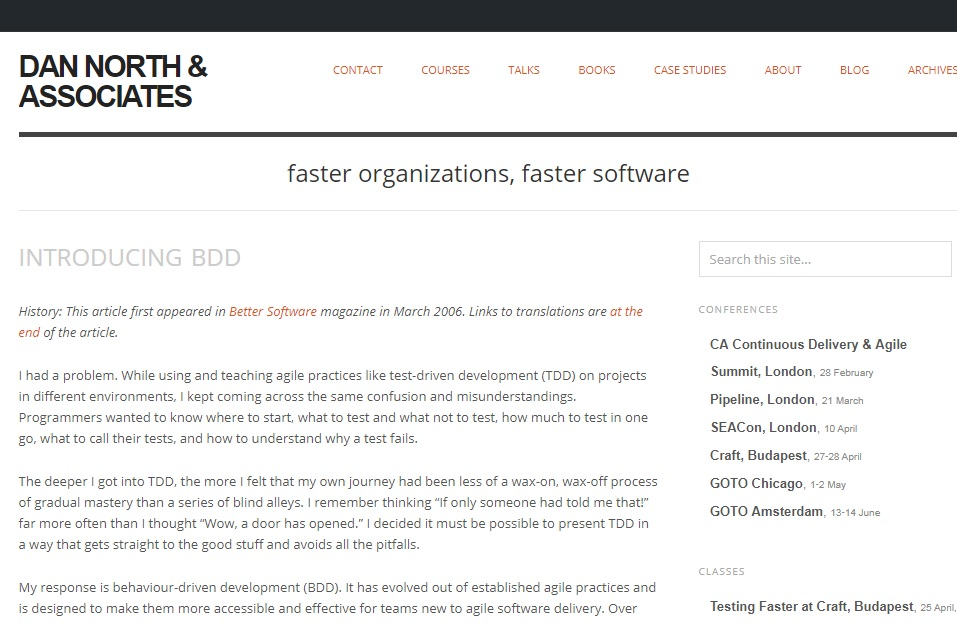 DAN NORTH &
ASSOCIATES
CONTACT COURSES TALKS BOOKS CASE STUDIES ABOUT BLOG ARCHIVES
faster organizations, faster software
INTRODUCING BDD
History: This article first appeared in Better Software magazine in March 2006. Links to translations are at the
end of the article.
I had a problem. While using and teaching agile practices like test-driven development (TDD) on projects
in different environments, I kept coming across the same confusion and misunderstandings.
Programmers wanted to know where to start, what to test and what not to test, how much to test in one
go, what to call their tests, and how to understand why a test fails.
The deeper I got into TDD, the more I felt that my own journey had been less of a wax-on, wax-off process
of gradual mastery than a series of blind alleys. I remember thinking “If only someone had told me that!”
far more often than I thought “Wow, a door has opened.” I decided it must be possible to present TDD in
a way that gets straight to the good stuff and avoids all the pitfalls.
My response is behaviour-driven development (BDD). It has evolved out of established agile practices and
is designed to make them more accessible and effective for teams new to agile software delivery. Over
Search this site...
CONFERENCES
CA Continuous Delivery & Agile
Summit, London, 28 February
Pipeline, London, 21 March
SEACon, London, 10 April
Craft, Budapest, 27-28 April
GOTO Chicago, 1-2 May
GOTO Amsterdam, 13-14 June
CLASSES
Testing Faster at Craft, Budapest, 25 April,